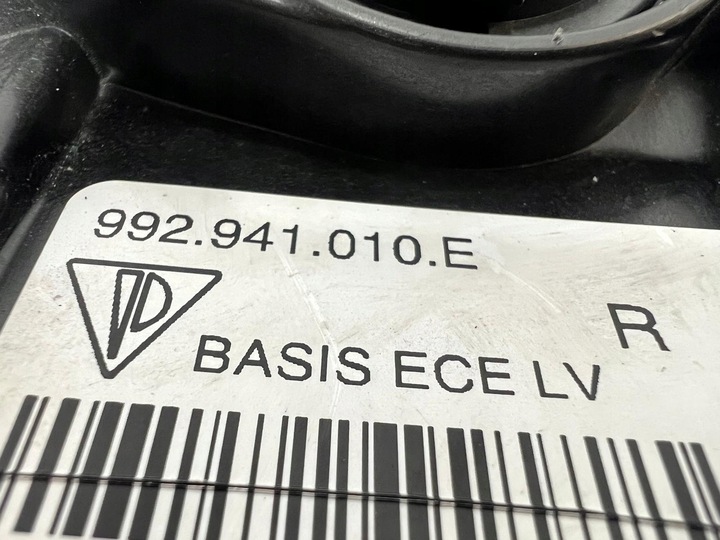 992.941.010.E
R
BASIS ECE LV